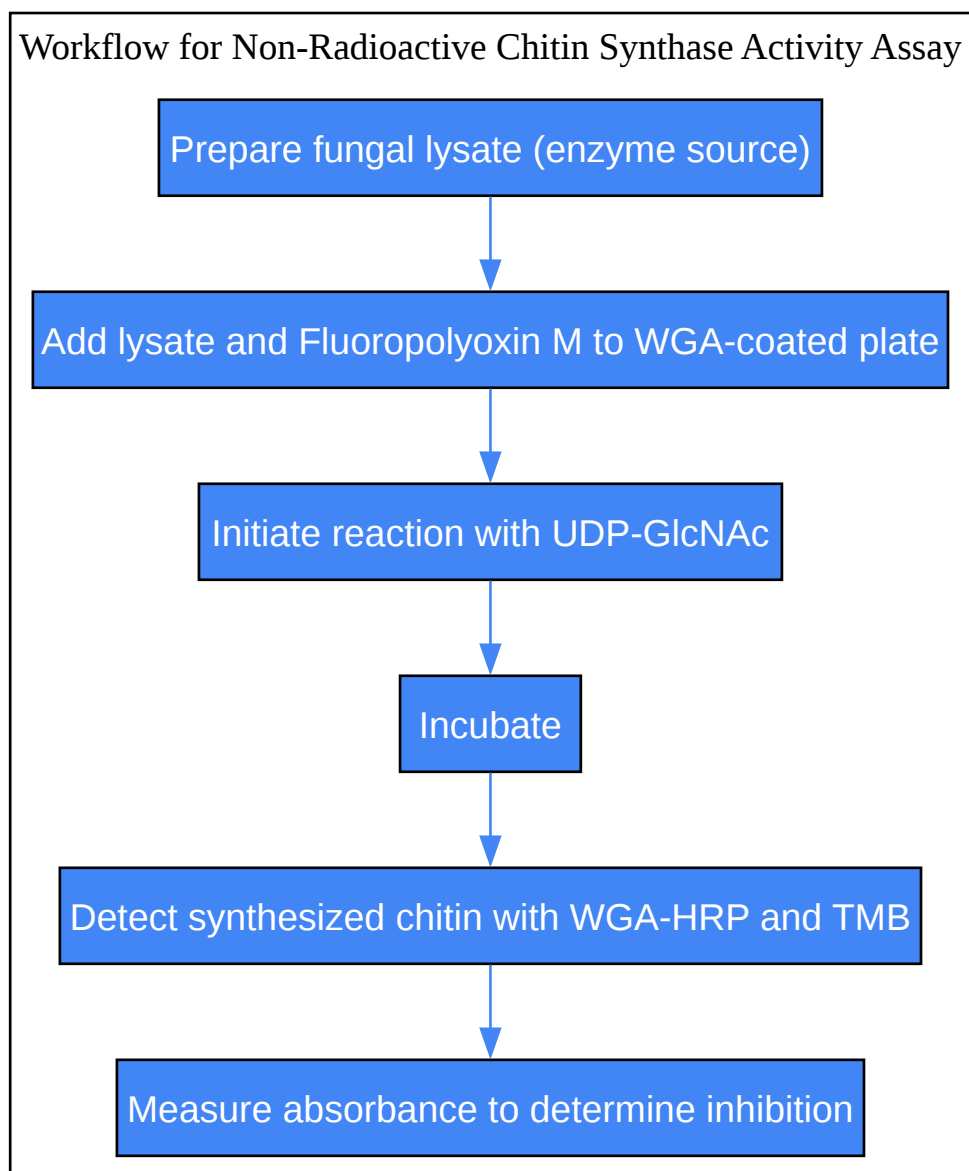 Workflow for Non-Radioactive Chitin Synthase Activity Assay
Prepare fungal lysate (enzyme source)
Add lysate and Fluoropolyoxin M to WGA-coated plate
Initiate reaction with UDP-GlcNAc
Incubate
Detect synthesized chitin with WGA-HRP and TMB
Measure absorbance to determine inhibition